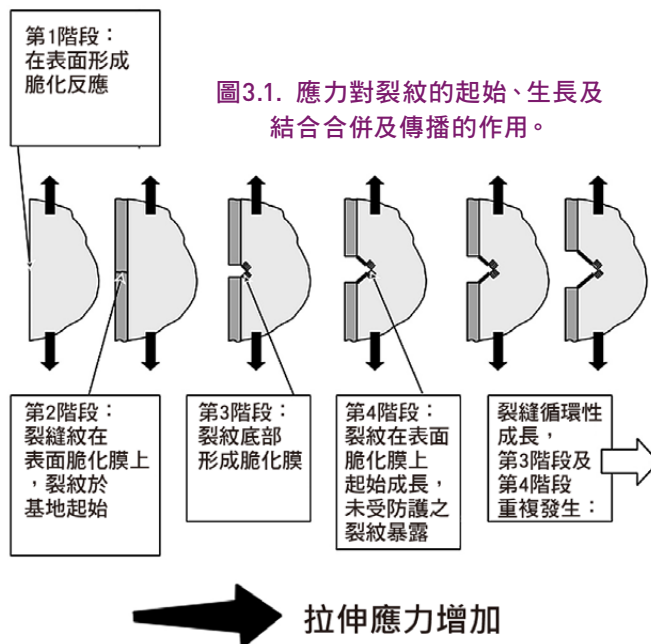 第1階段：
在表面形成
脆化反應
圖3.1. 應力對裂紋的起始、生長及
結合合併及傳播的作用。
第2階段：
裂縫紋在
表面脆化膜上
，裂紋於
基地起始
第3階段：
裂紋底部
形成脆化膜
第4階段：
裂紋在表面
脆化膜上
起始成長，
未受防護之
裂紋暴露
裂縫循環性
成長，
第3階段及
第4階段
重複發生：
拉伸應力增加